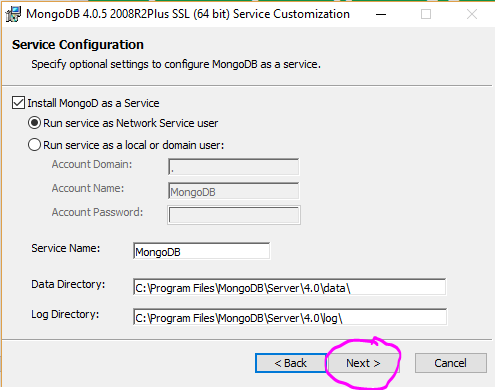 MongoDB 4.0.5 2008R2Plus SSL (64 bit) Service Customization
Service Configuration
Specify optional settings to configure MongoDB as a service.
Install MongoD as a Service
Run service as Network Service user
Run service as a local or domain user:
Account Domain: .
Account Name: MongoDB
Account Password:
Service Name: MongoDB
Data Directory: C:\Program Files\MongoDB\Server\4.0\data\
Log Directory: C:\Program Files\MongoDB\Server\4.0\log\
< Back Next > Cancel